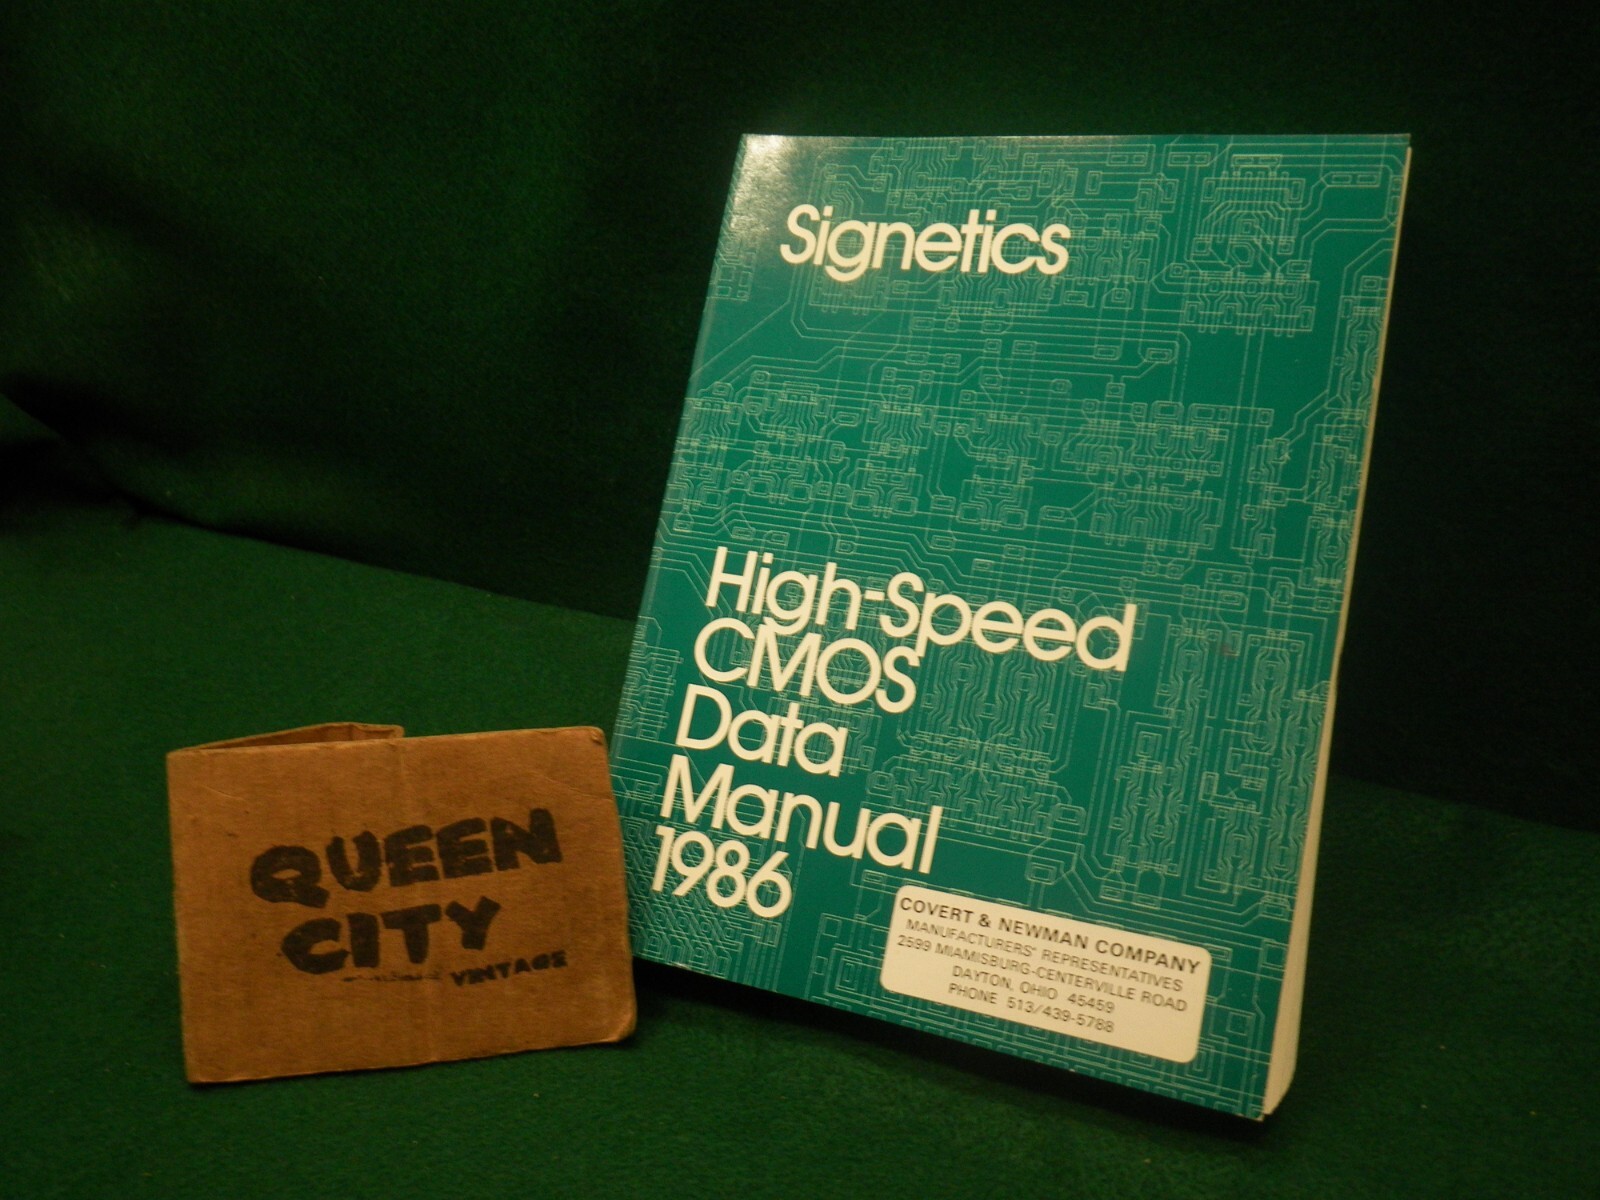 Signetics
High-Speed
CMOS
Data
Manual
1986
COVERT & NEWMAN COMPANY
MANUFACTURERS' REPRESENTATIVES
2599 MIAMISBURG-CENTERVILLE ROAD
DAYTON, OHIO 45459
PHONE 513/439-5788
QUEEN
CITY
VINTAGE